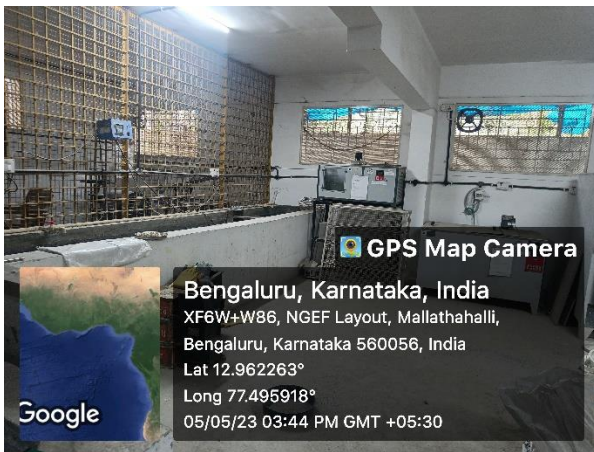 GPS Map Camera
Bengaluru, Karnataka, India
XF6W+W86, NGEF Layout, Mallathahalli,
Bengaluru, Karnataka 560056, India
Lat 12.962263°
Long 77.495918°
05/05/23 03:44 PM GMT +05:30
Google